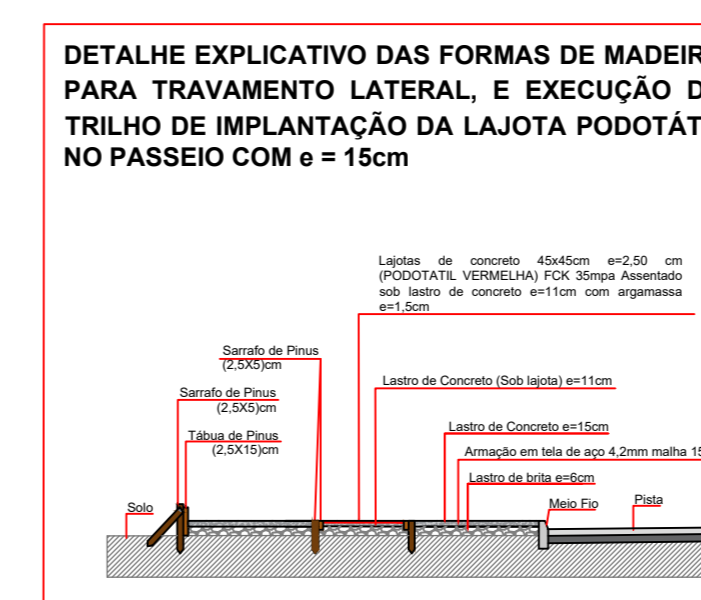 DETALHE EXPLICATIVO DAS FORMAS DE MADEIR
PARA TRAVAMENTO LATERAL, E EXECUÇÃO D
TRILHO DE IMPLANTAÇÃO DA LAJOTA PODOTÁT
NO PASSEIO COM e = 15cm
Lajotas de concreto 45x45cm e=2,50 cm
(PODOTATIL VERMELHA) FCK 35mpa Assentado
sob lastro de concreto e=11cm com argamassa
e=1,5cm
Sarrafo de Pinus
(2,5X5)cm
Lastro de Concreto (Sob lajota) e=11cm
Sarrafo de Pinus
(2,5X5)cm
Lastro de Concreto e=15cm
Tábua de Pinus
(2,5X15)cm
Armação em tela de aço 4,2mm malha 15
Lastro de brita e=6cm
Solo
Meio Fio
Pista